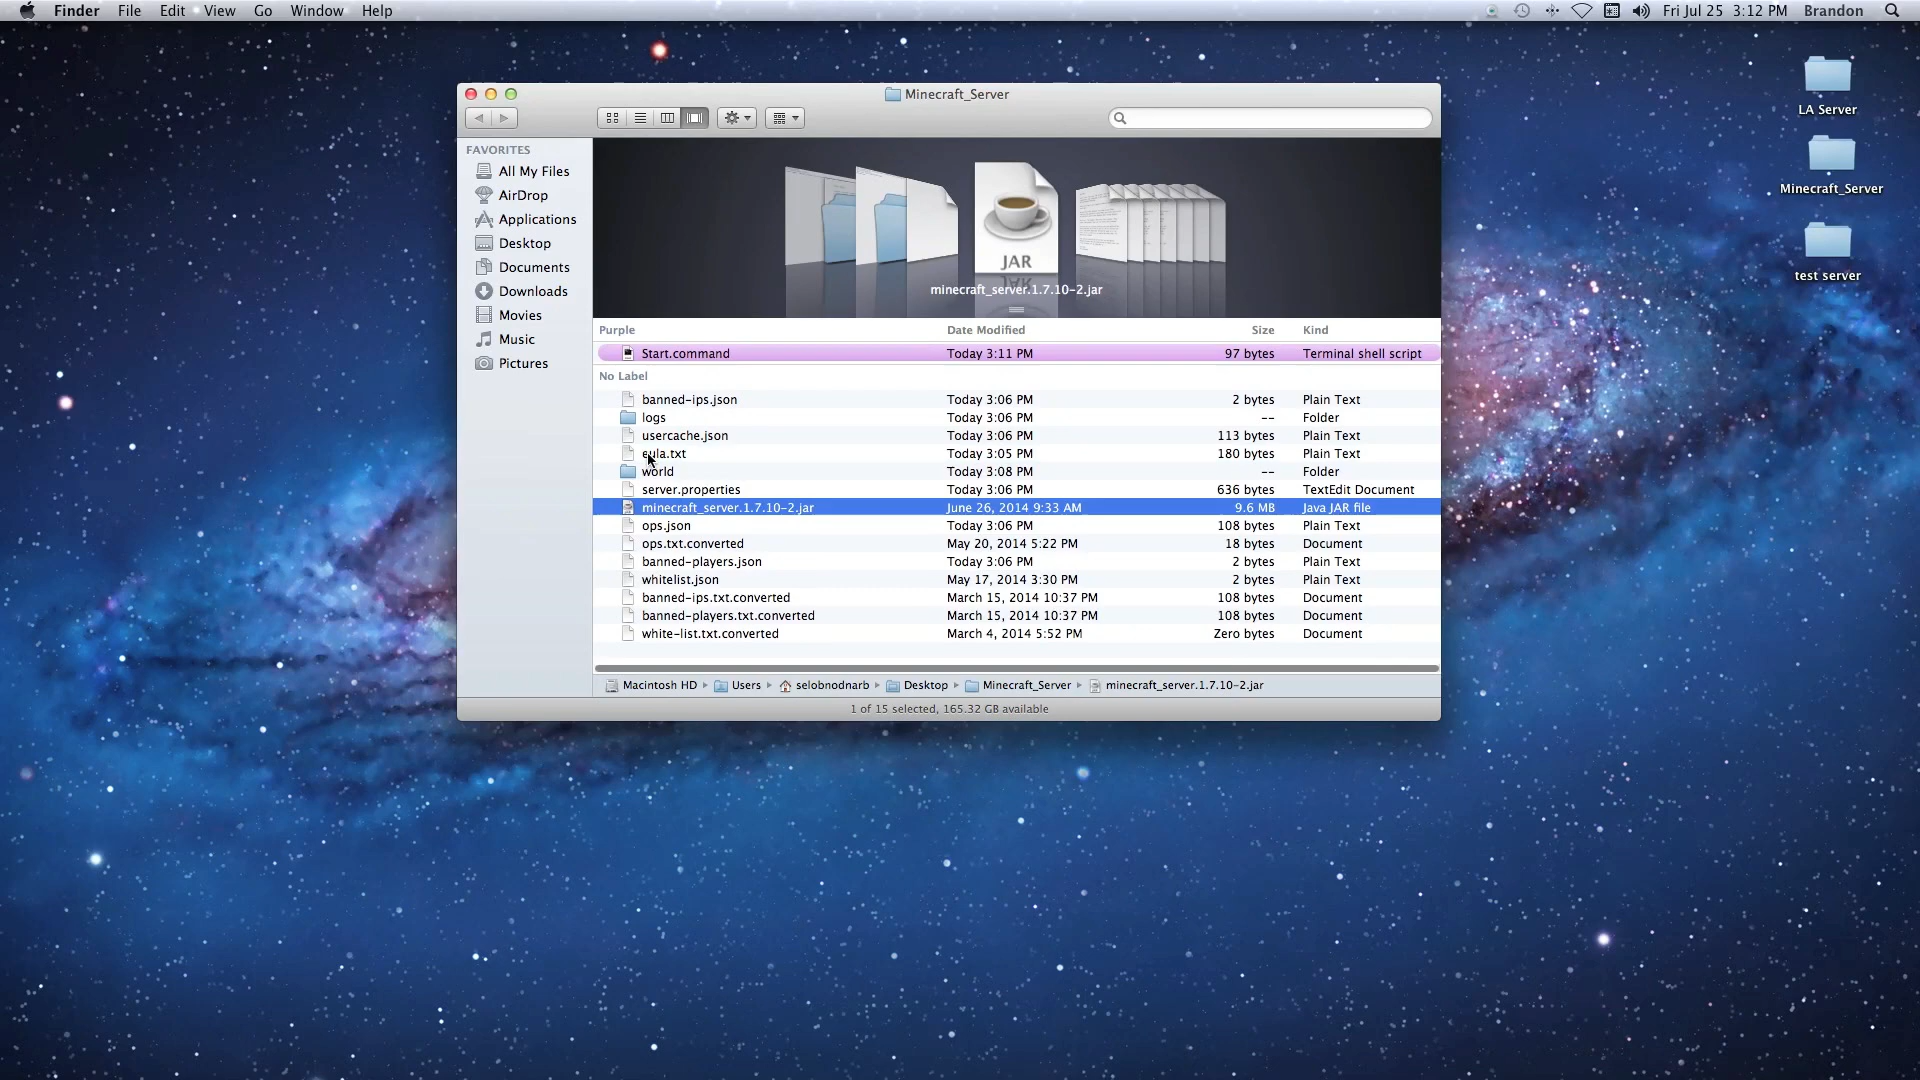 Finder File Edit View Go Window Help Fri Jul 25 3:12 PM Brandon
Minecraft_Server
FAVORITES
All My Files
AirDrop
Applications
Desktop
Documents
Downloads
Movies
Music
Pictures
JAR
minecraft_server.1.7.10-2.jar
Purple Date Modified Size Kind
Start.command Today 3:11 PM 97 bytes Terminal shell script
No Label
banned-ips.json Today 3:06 PM 2 bytes Plain Text
logs Today 3:06 PM -- Folder
usercache.json Today 3:06 PM 113 bytes Plain Text
eula.txt Today 3:05 PM 180 bytes Plain Text
world Today 3:08 PM -- Folder
server.properties Today 3:06 PM 636 bytes TextEdit Document
minecraft_server.1.7.10-2.jar June 26, 2014 9:33 AM 9.6 MB Java JAR file
ops.json Today 3:06 PM 108 bytes Plain Text
ops.txt.converted May 20, 2014 5:22 PM 18 bytes Document
banned-players.json Today 3:06 PM 2 bytes Plain Text
whitelist.json May 17, 2014 3:30 PM 2 bytes Plain Text
banned-ips.txt.converted March 15, 2014 10:37 PM 108 bytes Document
banned-players.txt.converted March 15, 2014 10:37 PM 108 bytes Document
white-list.txt.converted March 4, 2014 5:52 PM Zero bytes Document
Macintosh HD Users selobnodnarb Desktop Minecraft_Server minecraft_server.1.7.10-2.jar
1 of 15 selected, 165.32 GB available
LA Server
Minecraft_Server
test server